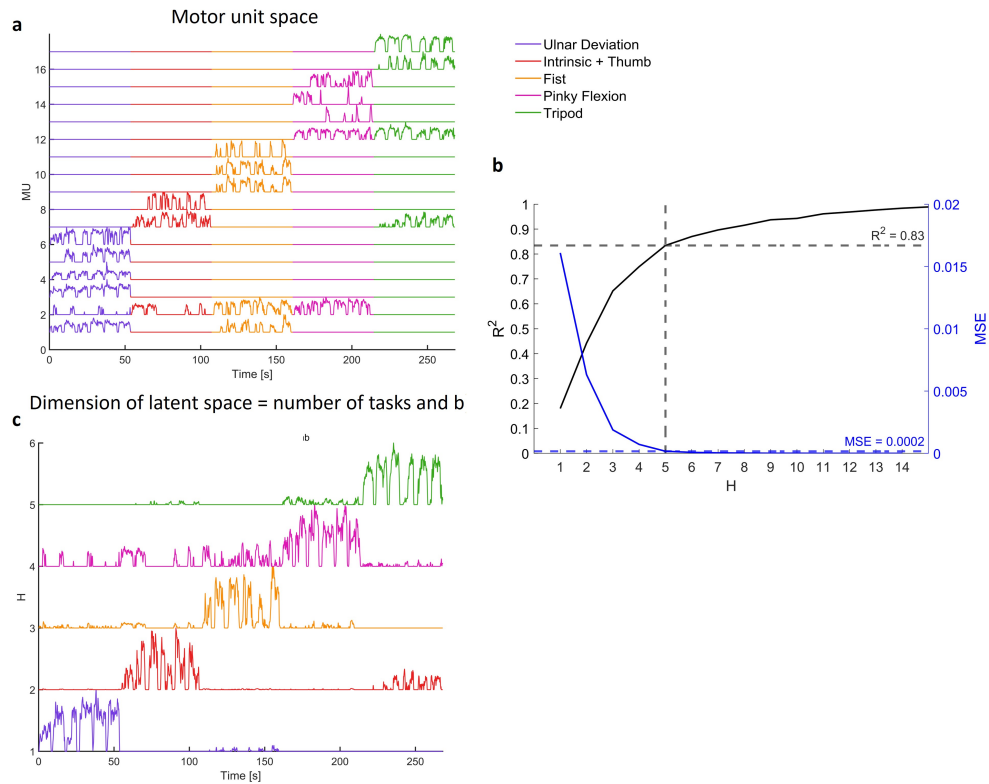 a
Motor unit space
16
14
12
10
8
6
4
2
0
MU
0
50
100
150
200
250
Time [s]
Ulnar Deviation
Intrinsic + Thumb
Fist
Pinky Flexion
Tripod
b
1
0.9
0.8
0.7
0.6
0.5
0.4
0.3
0.2
0.1
0
R²
0.02
0.015
0.01
0.005
0
MSE
R² = 0.83
MSE = 0.0002
1 2 3 4 5 6 7 8 9 10 11 12 13 14
H
Dimension of latent space = number of tasks and b
c
6
5
4
3
2
1
H
0
50
100
150
200
250
Time [s]